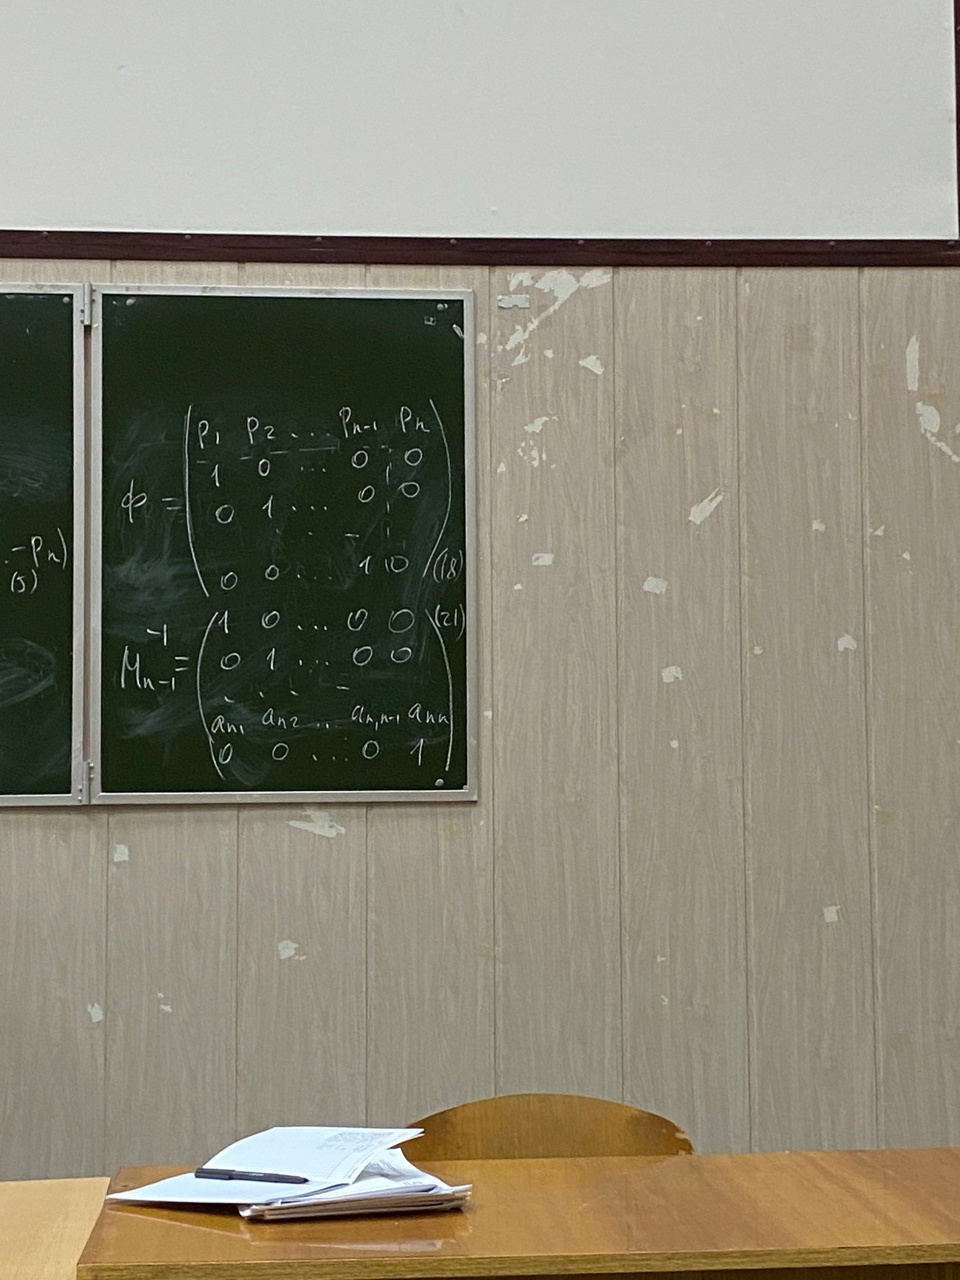 p₁ p₂ ... pₙ₋₁ pₙ
1 0 ... 0 0
Ф = 0 1 ... 0 0
0 0 ... 1 0 (18)
. - pₙ)
(5)
1 0 ... 0 0 (21)
M⁻¹ₙ₋₁ = 0 1 ... 0 0
. . . –
aₙ₁ aₙ₂ ... aₙ,ₙ₋₁ aₙₙ
0 0 ... 0 1